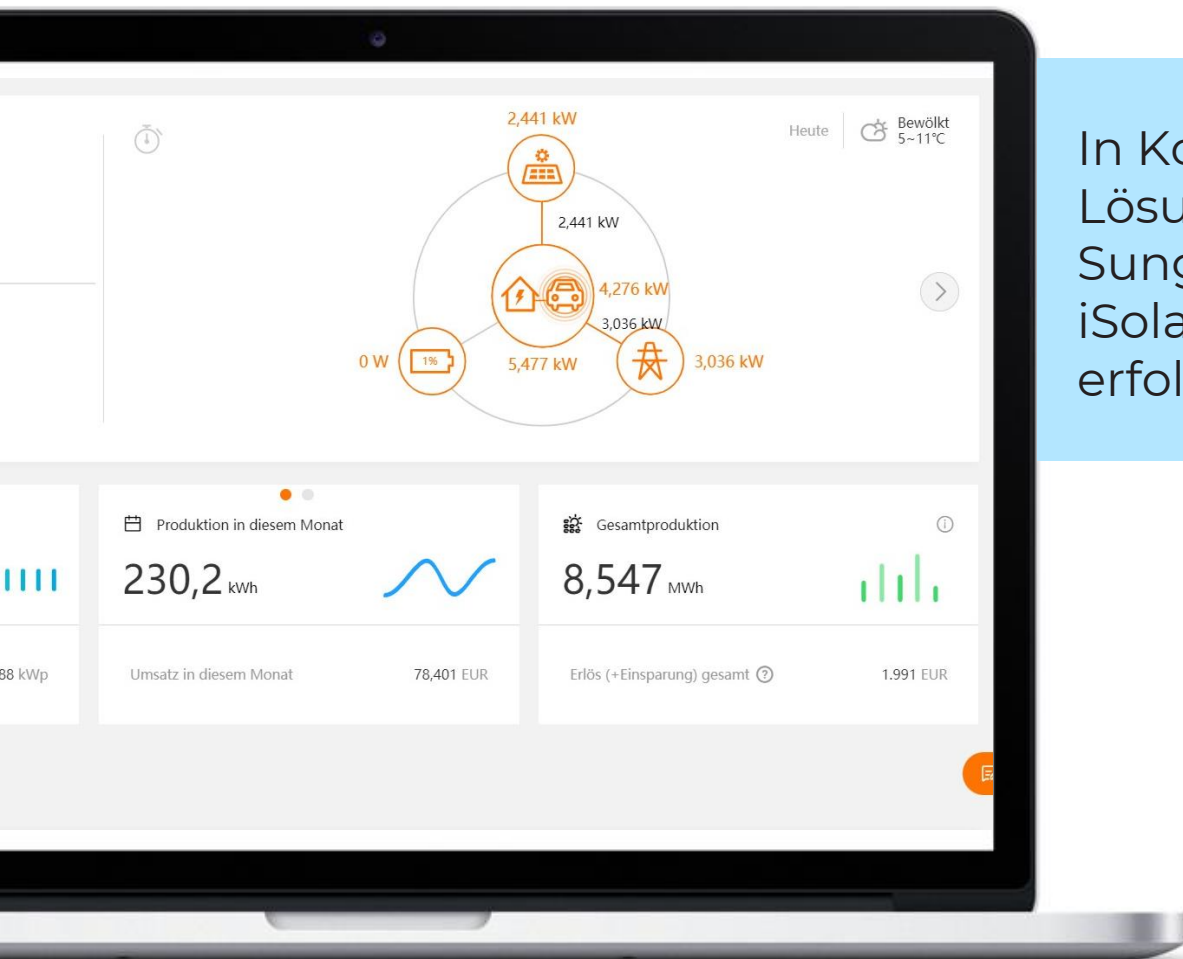 2,441 kW
Heute
Bewölkt
5~11°C
2,441 kW
4,276 kW
3,036 kW
0 W
1%
5,477 kW
3,036 kW
Produktion in diesem Monat
230,2 kWh
Gesamtproduktion
8,547 MWh
88 kWp
Umsatz in diesem Monat
78,401 EUR
Erlös (+Einsparung) gesamt
1.991 EUR
In Ko
Lösu
Sung
iSola
erfol